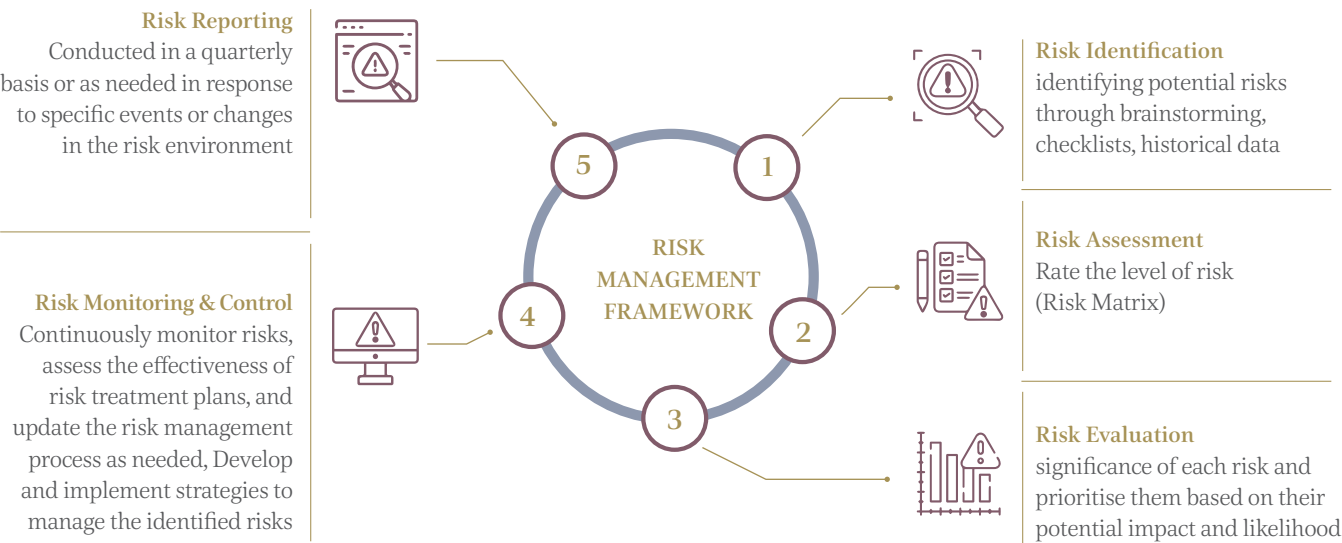 Risk Reporting
Conducted in a quarterly
basis or as needed in response
to specific events or changes
in the risk environment
Risk Monitoring & Control
Continuously monitor risks,
assess the effectiveness of
risk treatment plans, and
update the risk management
process as needed, Develop
and implement strategies to
manage the identified risks
5
1
4
2
3
RISK
MANAGEMENT
FRAMEWORK
Risk Identification
identifying potential risks
through brainstorming,
checklists, historical data
Risk Assessment
Rate the level of risk
(Risk Matrix)
Risk Evaluation
significance of each risk and
prioritise them based on their
potential impact and likelihood